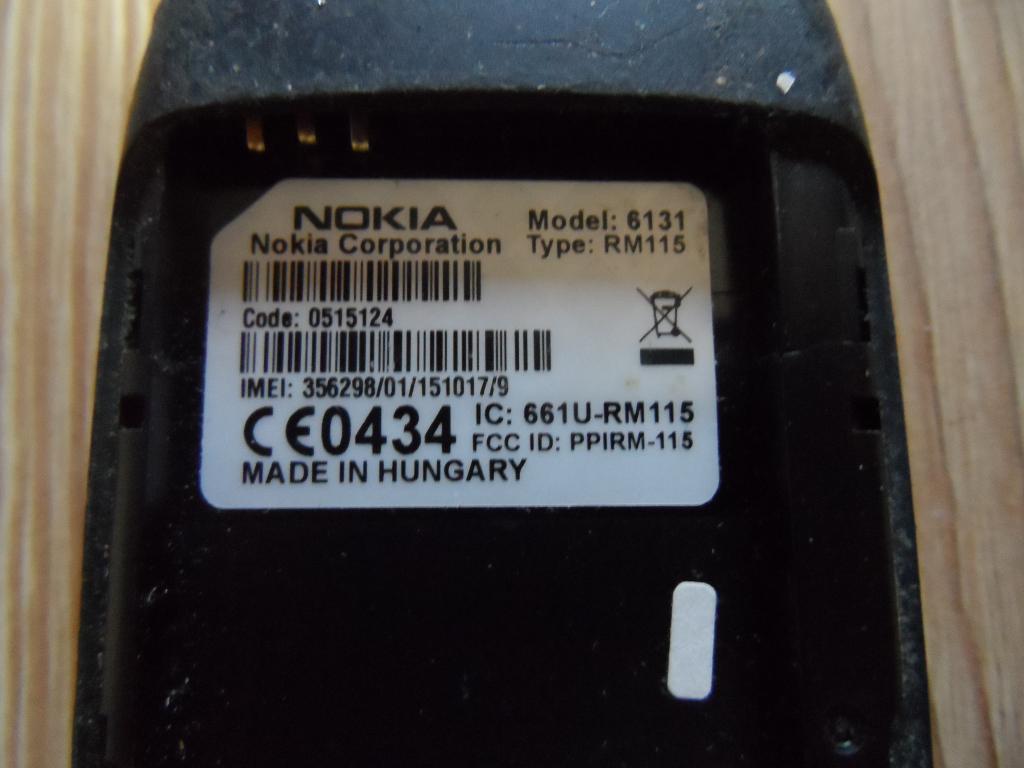 NOKIA
Nokia Corporation
Model: 6131
Type: RM115
Code: 0515124
IMEI: 356298/01/151017/9
CE0434
IC: 661U-RM115
FCC ID: PPIRM-115
MADE IN HUNGARY